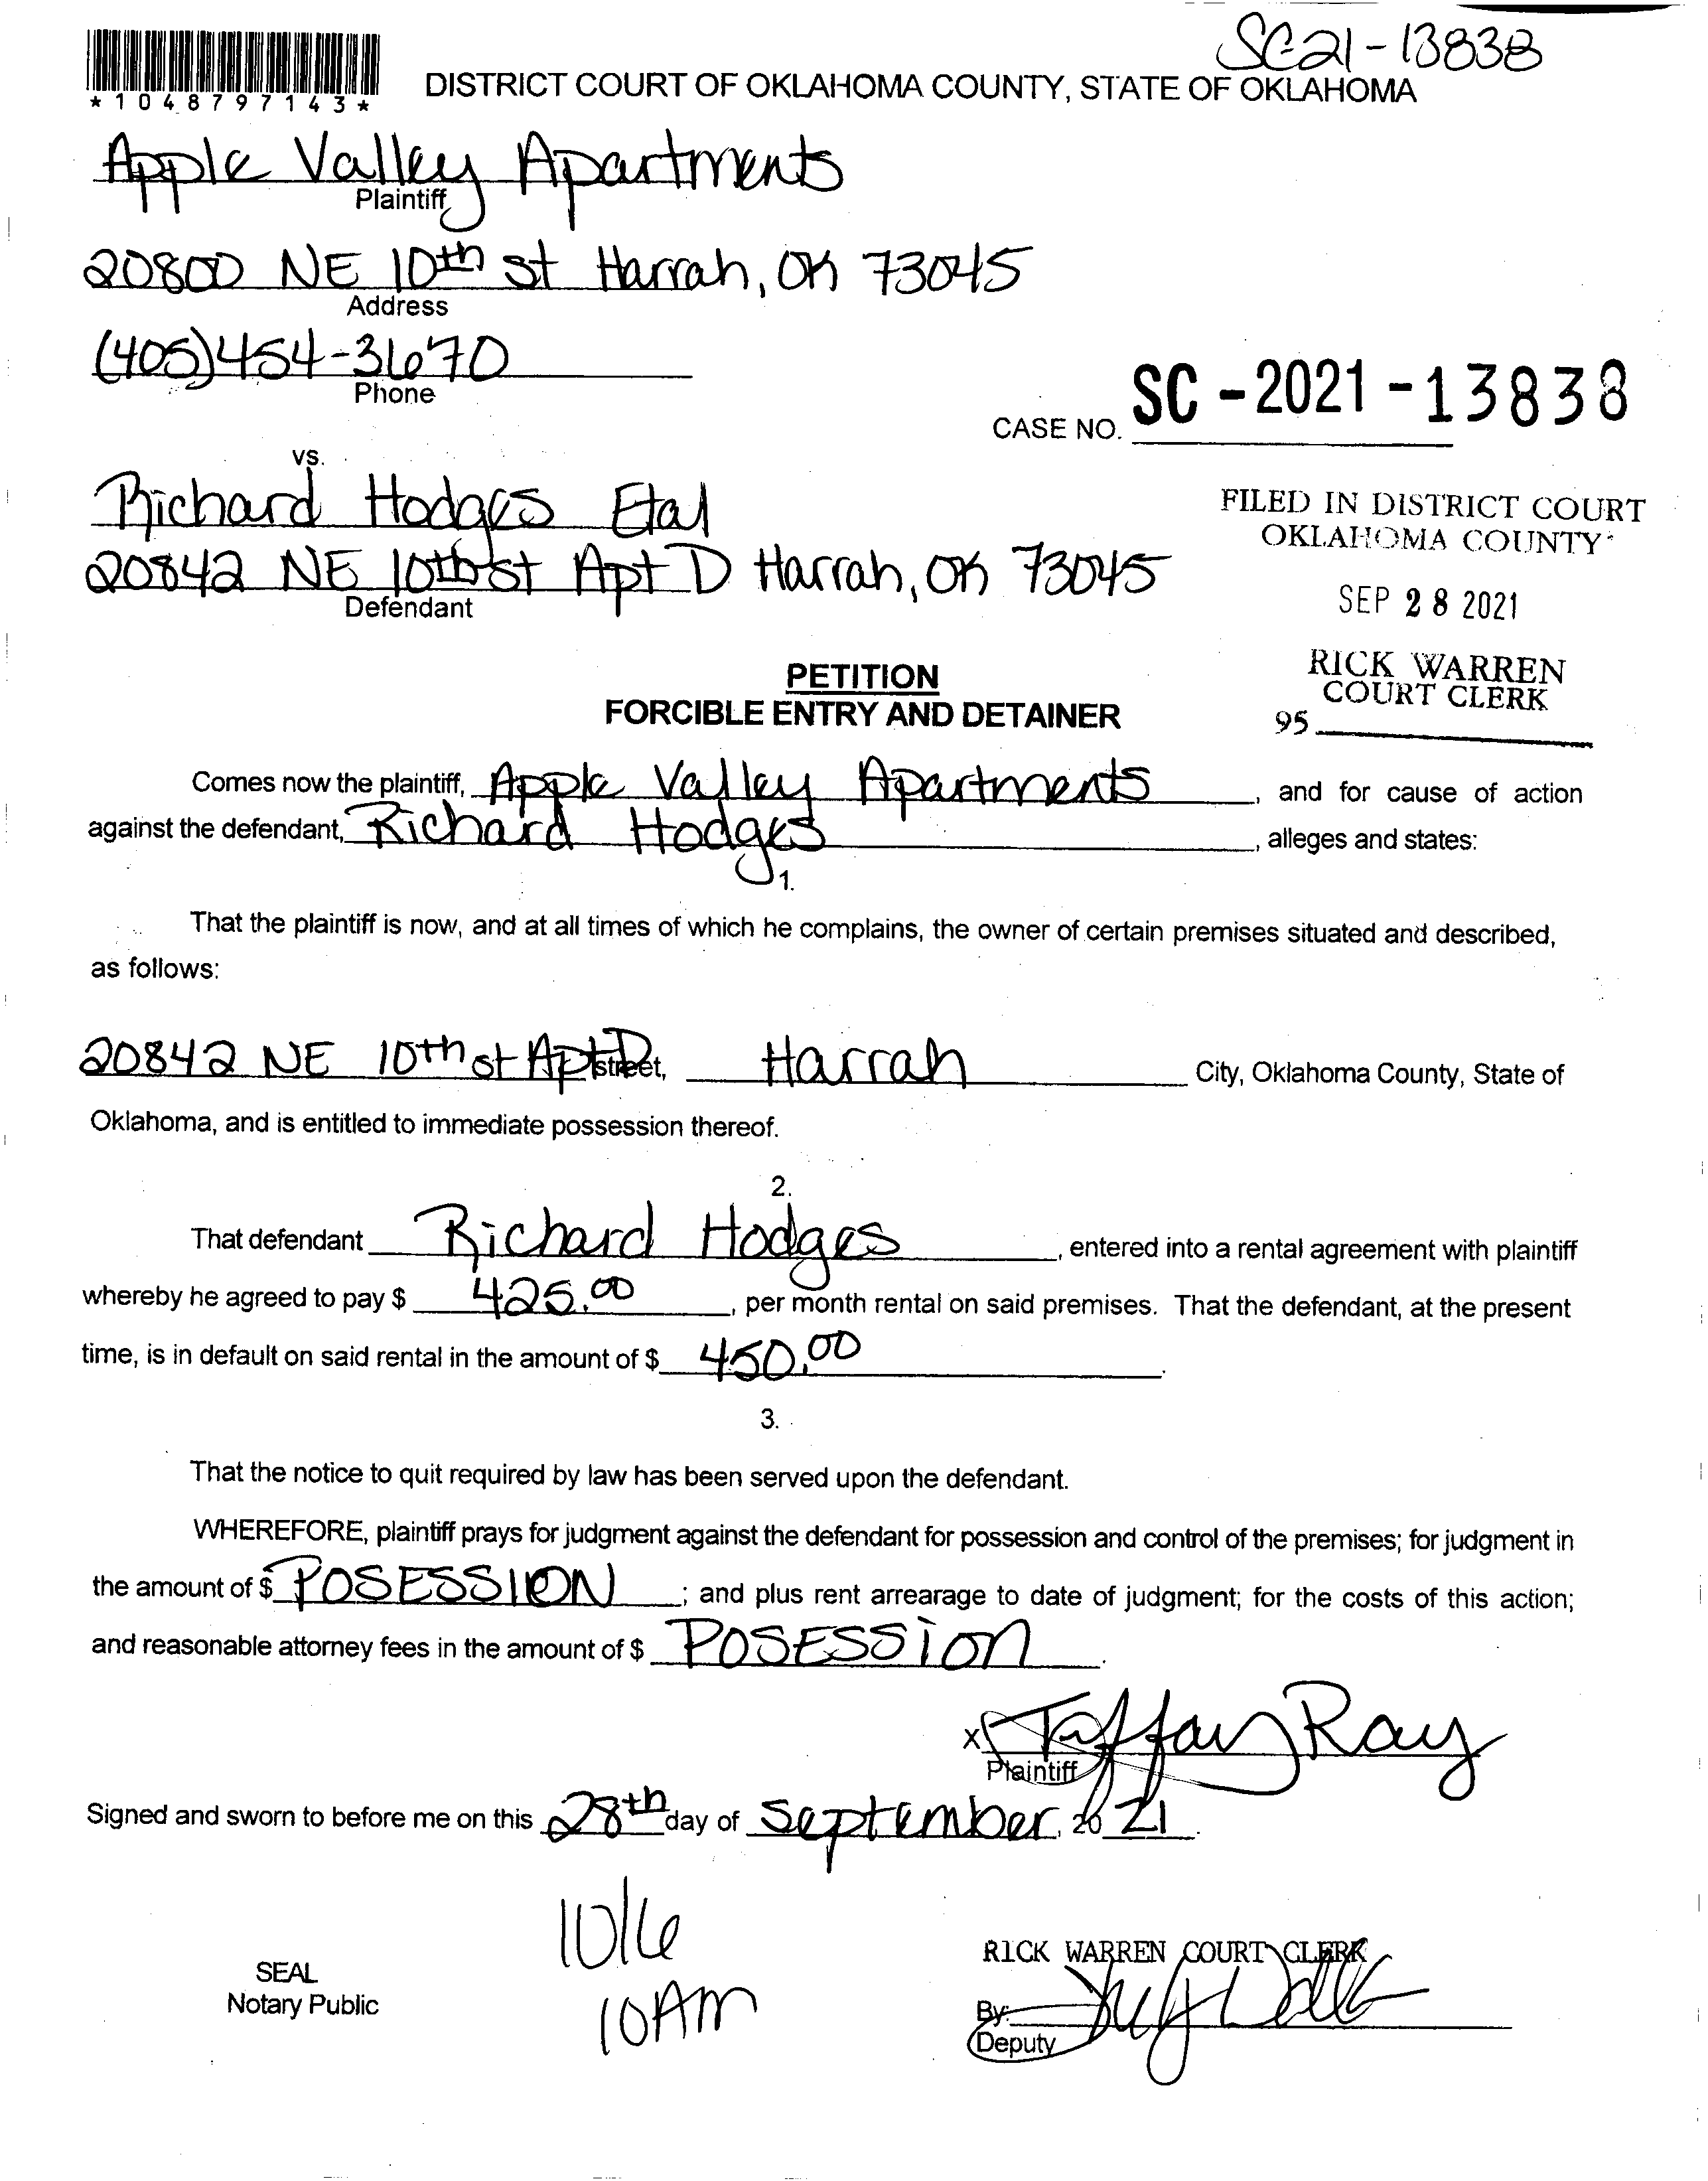 SC21-13838
*1048797143*
DISTRICT COURT OF OKLAHOMA COUNTY, STATE OF OKLAHOMA
Apple Valley Apartments
Plaintiff
20800 NE 10th st Harrah, OK 73045
Address
(405)454-3670
Phone
CASE NO. SC-2021-13838
vs.
Richard Hodges Etal
20842 NE 10th st Apt D Harrah, OK 73045
Defendant
FILED IN DISTRICT COURT
OKLAHOMA COUNTY
SEP 28 2021
RICK WARREN
COURT CLERK
95
PETITION
FORCIBLE ENTRY AND DETAINER
Comes now the plaintiff, Apple Valley Apartments, and for cause of action
against the defendant, Richard Hodges, alleges and states:
1.
That the plaintiff is now, and at all times of which he complains, the owner of certain premises situated and described,
as follows:
20842 NE 10th st Apt D street, Harrah City, Oklahoma County, State of
Oklahoma, and is entitled to immediate possession thereof.
2.
That defendant Richard Hodges, entered into a rental agreement with plaintiff
whereby he agreed to pay $ 425.00, per month rental on said premises. That the defendant, at the present
time, is in default on said rental in the amount of $ 450.00.
3.
That the notice to quit required by law has been served upon the defendant.
WHEREFORE, plaintiff prays for judgment against the defendant for possession and control of the premises; for judgment in
the amount of $ POSESSION; and plus rent arrearage to date of judgment; for the costs of this action;
and reasonable attorney fees in the amount of $ POSESSION.
x Taffany Ray
Plaintiff
Signed and sworn to before me on this 28th day of September, 2021.
10/6
10AM
SEAL
Notary Public
RICK WARREN COURT CLERK
By:
Deputy